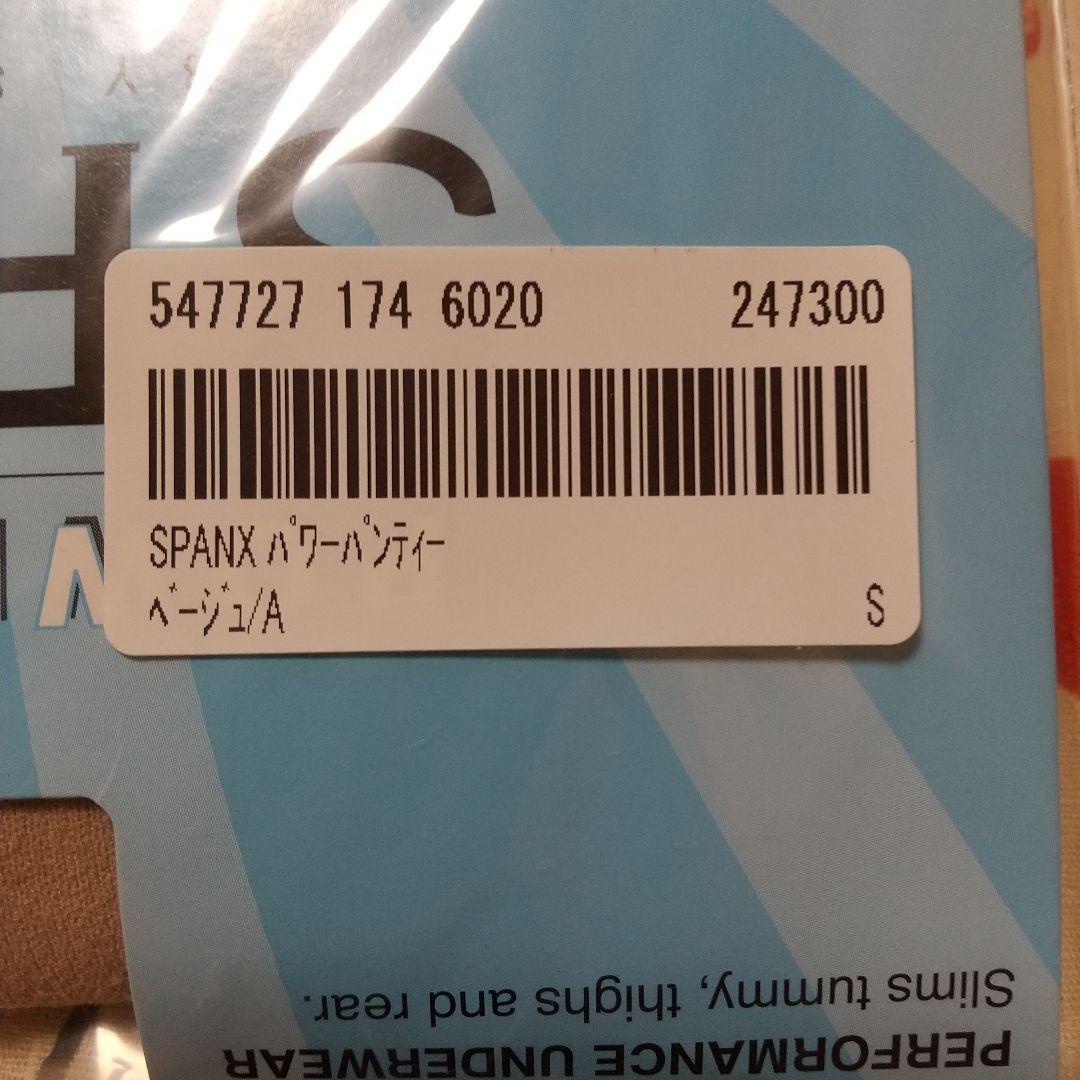 547727 174 6020 247300
SPANX ﾊﾟﾜｰﾊﾟﾝﾃｨｰ
ﾍﾞｰｼﾞｭ/A S
PERFORMANCE UNDERWEAR
Slims tummy, thighs and rear.